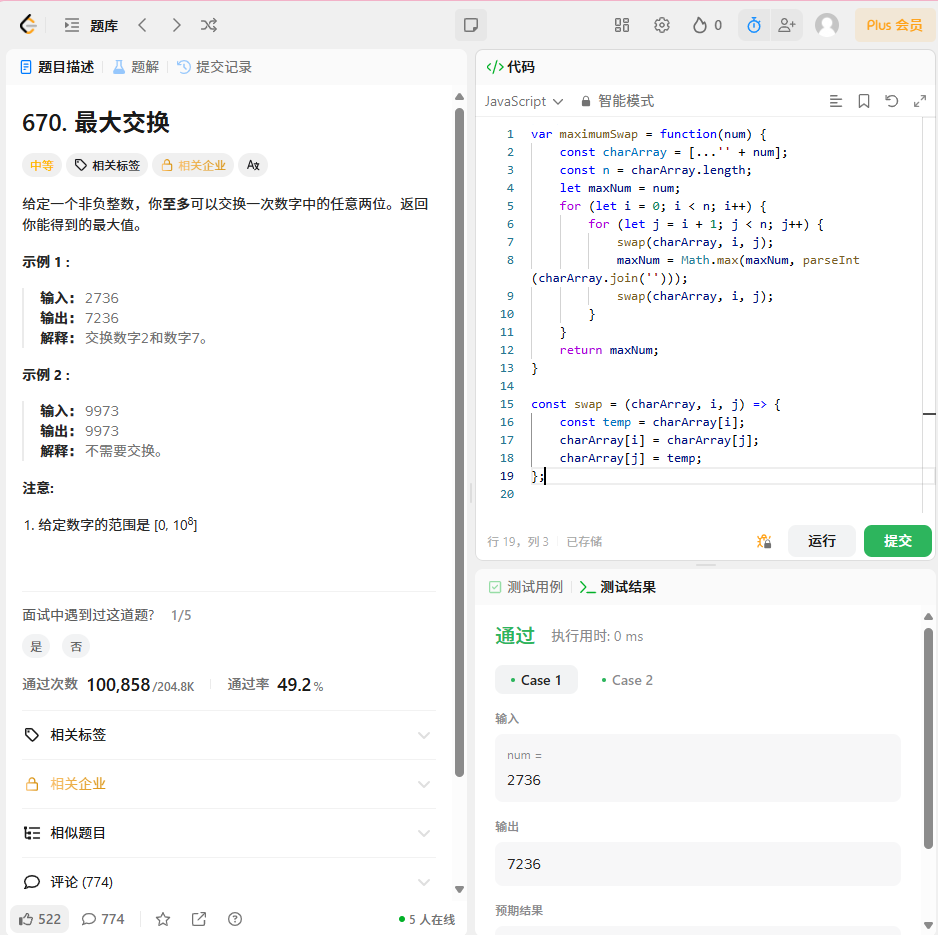 题库
0
Plus 会员
题目描述
题解
提交记录
670. 最大交换
中等
相关标签
相关企业
给定一个非负整数，你至多可以交换一次数字中的任意两位。返回
你能得到的最大值。
示例 1 :
输入: 2736
输出: 7236
解释: 交换数字2和数字7。
示例 2 :
输入: 9973
输出: 9973
解释: 不需要交换。
注意:
1. 给定数字的范围是 [0, 10⁸]
面试中遇到过这道题? 1/5
是
否
通过次数 100,858/204.8K
通过率 49.2%
相关标签
相关企业
相似题目
评论 (774)
522
774
5 人在线
</> 代码
JavaScript
智能模式
1 var maximumSwap = function(num) {
2     const charArray = [...'' + num];
3     const n = charArray.length;
4     let maxNum = num;
5     for (let i = 0; i < n; i++) {
6         for (let j = i + 1; j < n; j++) {
7             swap(charArray, i, j);
8             maxNum = Math.max(maxNum, parseInt
(charArray.join('')));
9             swap(charArray, i, j);
10         }
11     }
12     return maxNum;
13 }
14
15 const swap = (charArray, i, j) => {
16     const temp = charArray[i];
17     charArray[i] = charArray[j];
18     charArray[j] = temp;
19 };
20
行 19，列 3
已存储
运行
提交
测试用例
测试结果
通过
执行用时: 0 ms
Case 1
Case 2
输入
num =
2736
输出
7236
预期结果